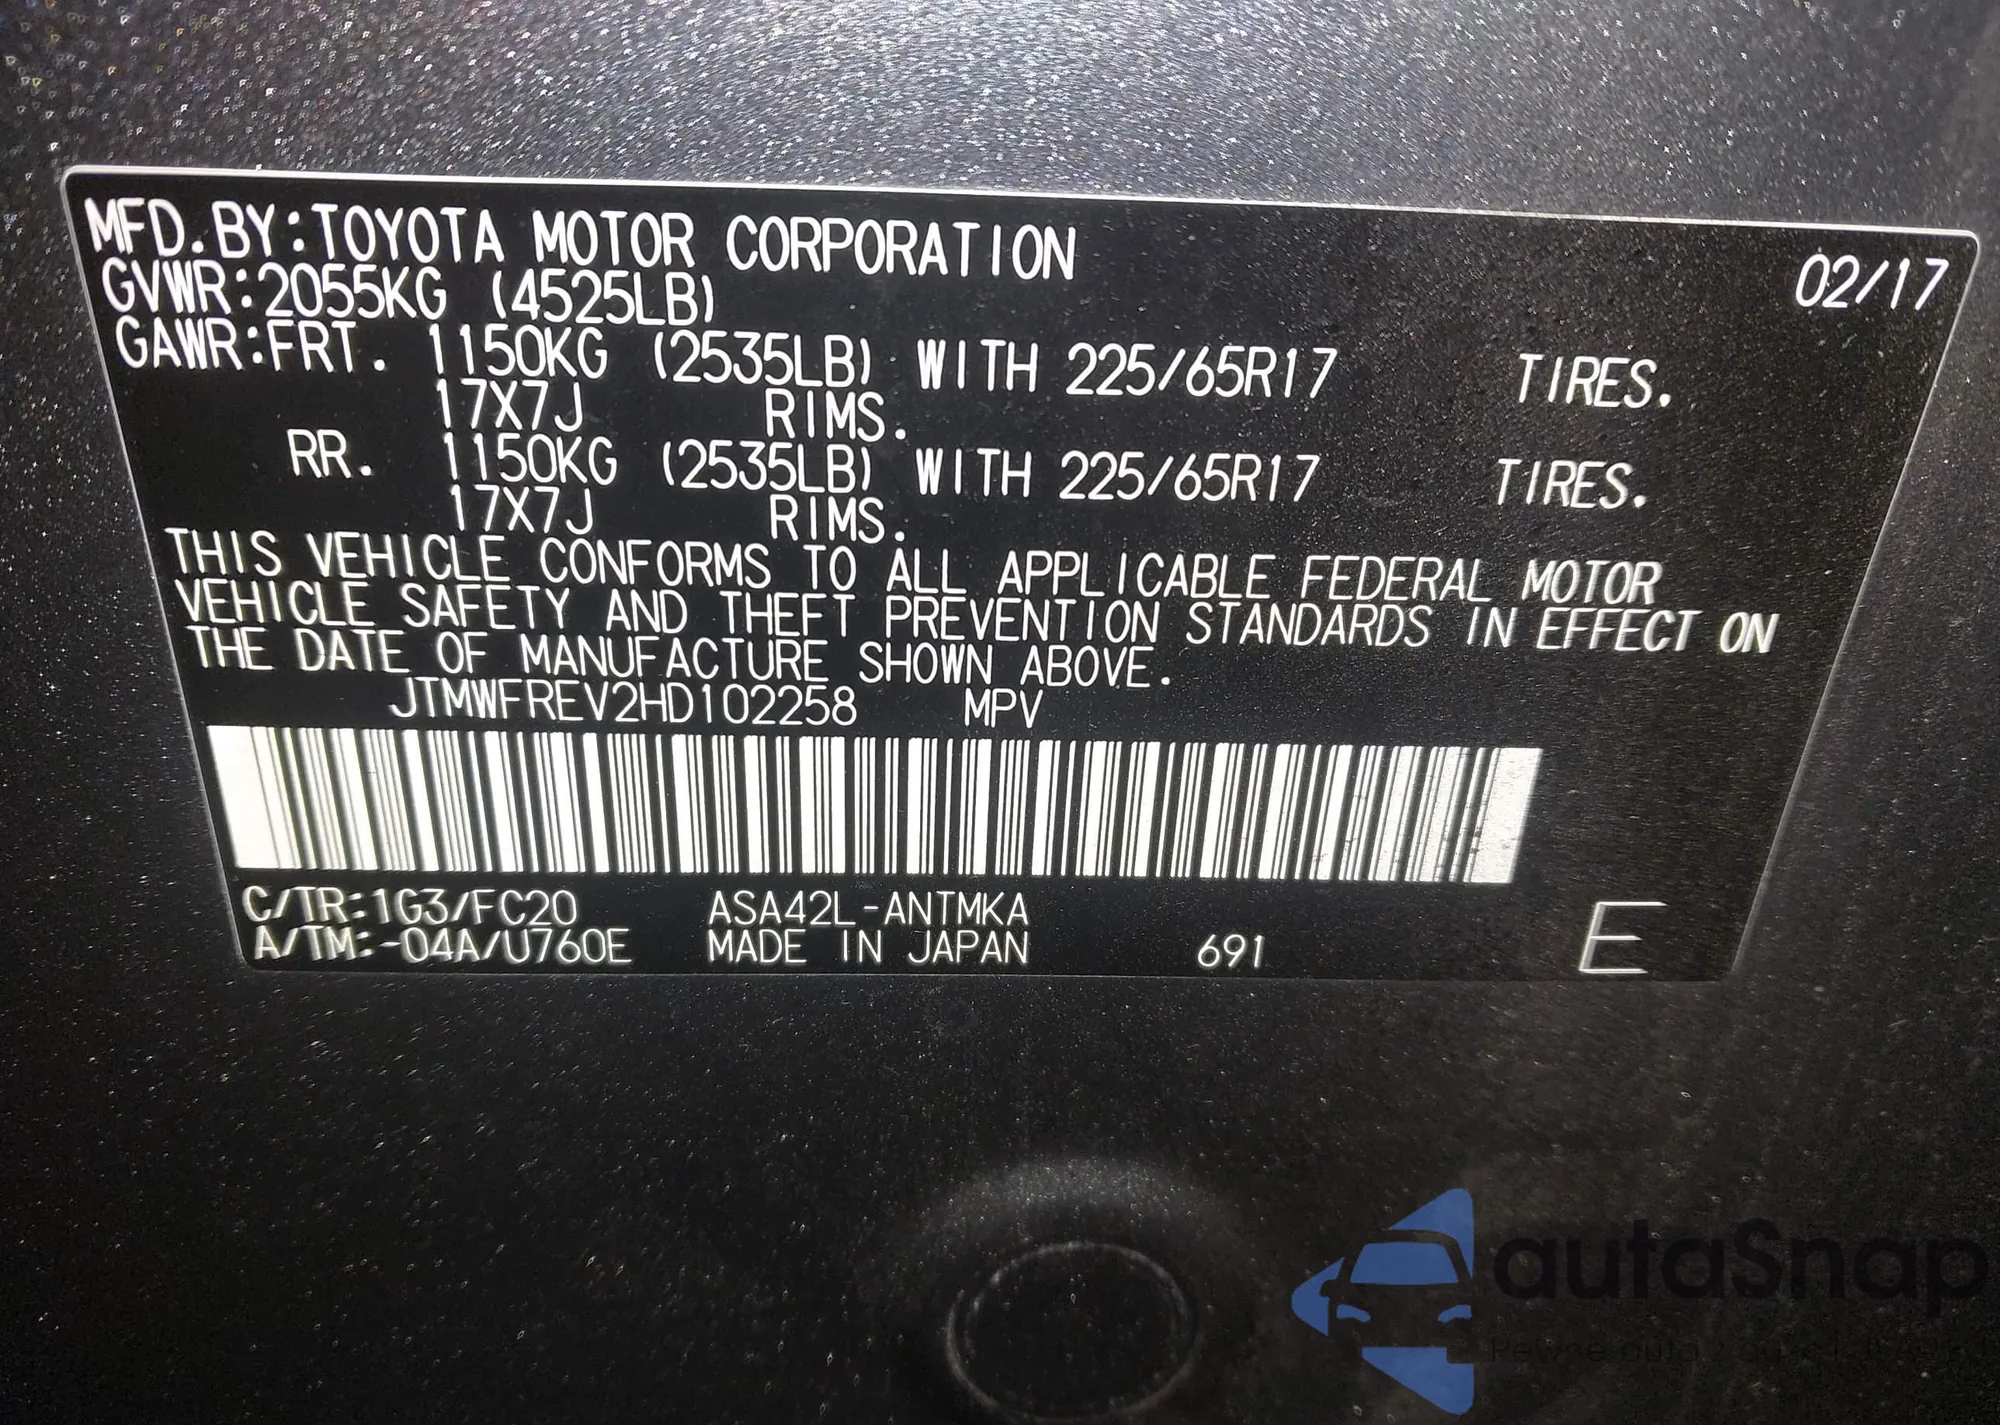 MFD.BY:TOYOTA MOTOR CORPORATION 02/17
GVWR:2055KG (4525LB)
GAWR:FRT. 1150KG (2535LB) WITH 225/65R17 TIRES.
17X7J RIMS.
RR. 1150KG (2535LB) WITH 225/65R17 TIRES.
17X7J RIMS.
THIS VEHICLE CONFORMS TO ALL APPLICABLE FEDERAL MOTOR
VEHICLE SAFETY AND THEFT PREVENTION STANDARDS IN EFFECT ON
THE DATE OF MANUFACTURE SHOWN ABOVE.
JTMWFREV2HD102258 MPV
C/TR:1G3/FC20 ASA42L-ANTMKA
A/TM:-04A/U760E MADE IN JAPAN 691 E
autaSnap
Pewne auta z